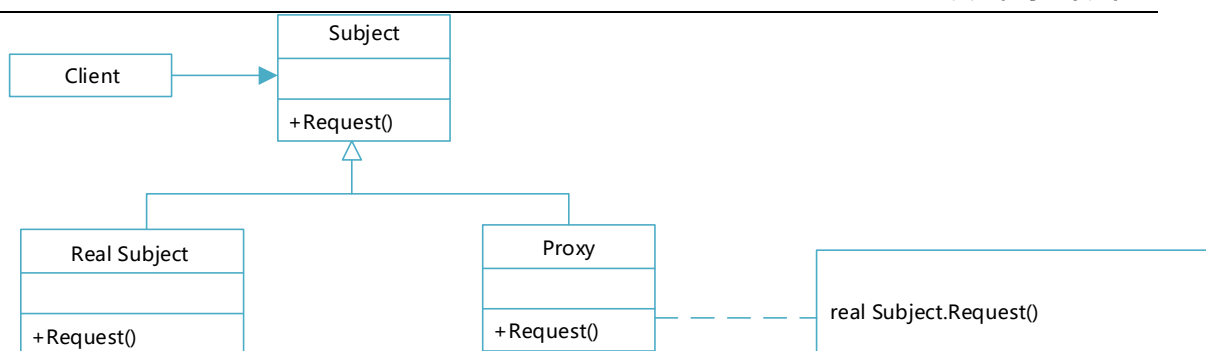 Subject
Client
+Request()
Real Subject
Proxy
+Request()
+Request()
real Subject.Request()